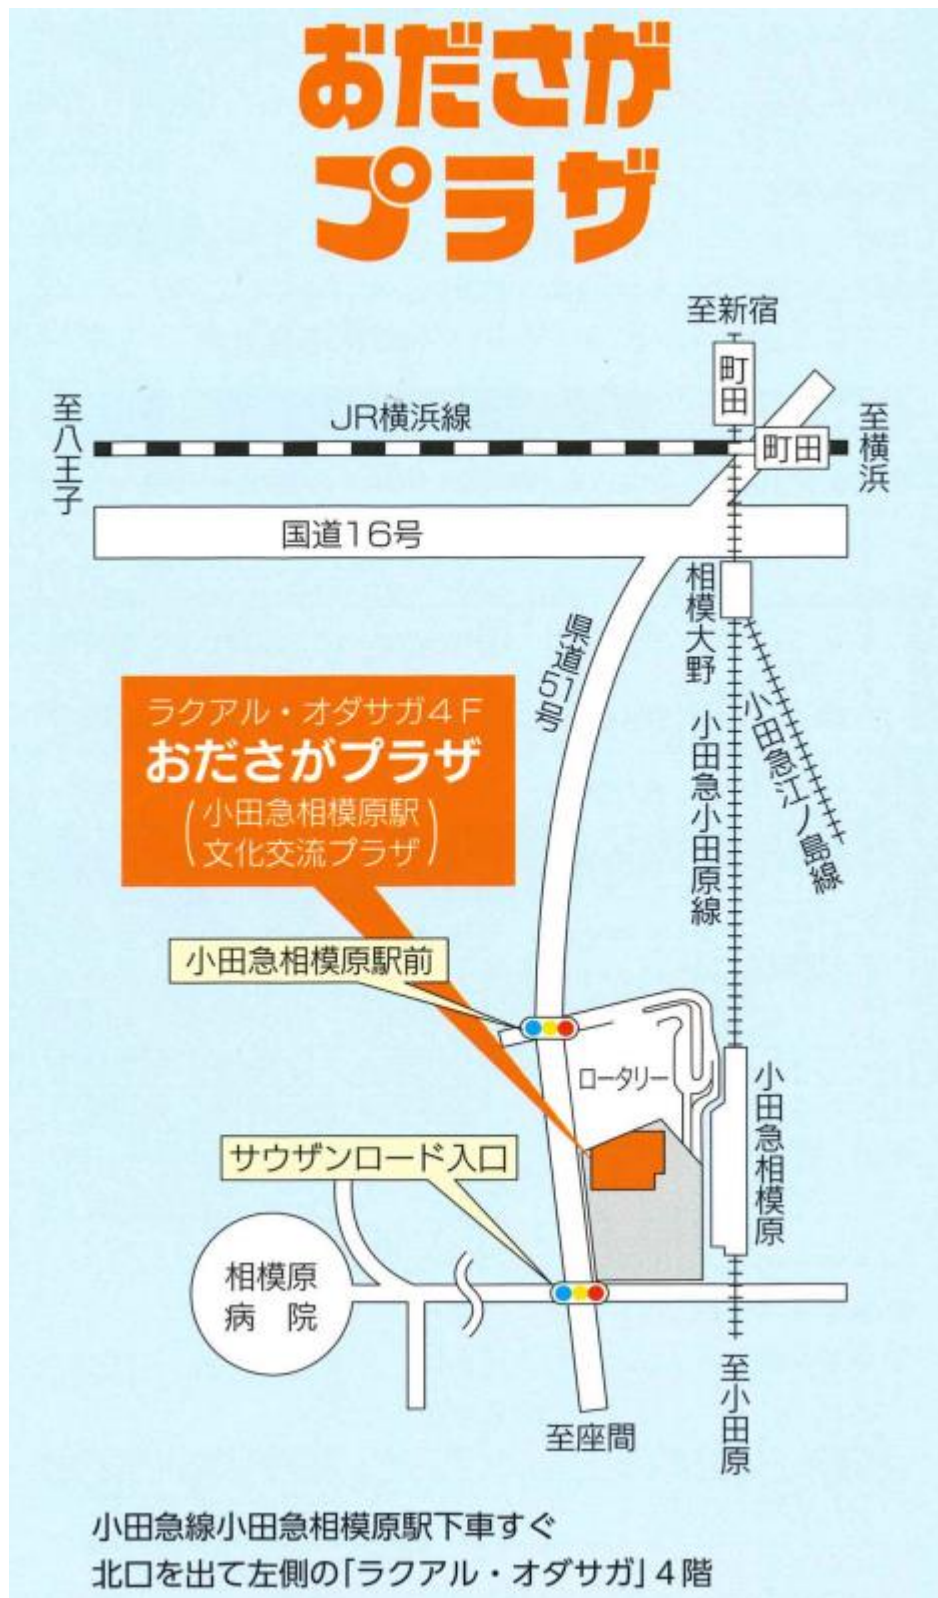 おださが
プラザ
至新宿
町田
至八王子
JR横浜線
町田
至横浜
国道16号
相模大野
県道51号
小田急小田原線
小田急江ノ島線
ラクアル・オダサガ4F
おださがプラザ
(小田急相模原駅
文化交流プラザ)
小田急相模原駅前
ロータリー
小田急相模原
サウザンロード入口
相模原
病院
至座間
至小田原
小田急線小田急相模原駅下車すぐ
北口を出て左側の「ラクアル・オダサガ」4階